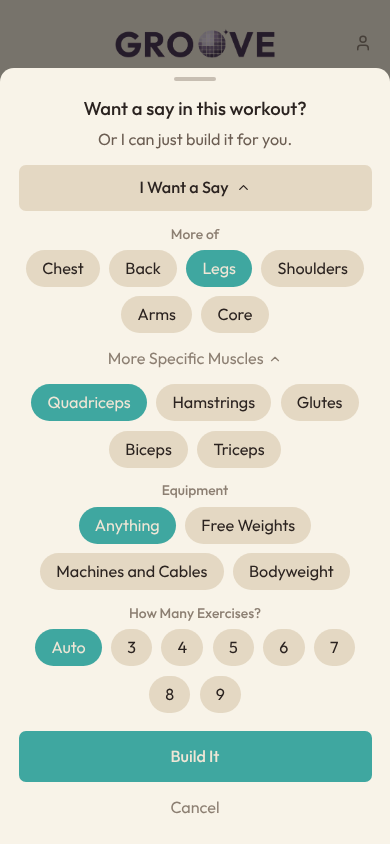 GROOVE
Want a say in this workout?
Or I can just build it for you.
I Want a Say
More of
Chest Back Legs Shoulders
Arms Core
More Specific Muscles
Quadriceps Hamstrings Glutes
Biceps Triceps
Equipment
Anything Free Weights
Machines and Cables Bodyweight
How Many Exercises?
Auto 3 4 5 6 7
8 9
Build It
Cancel